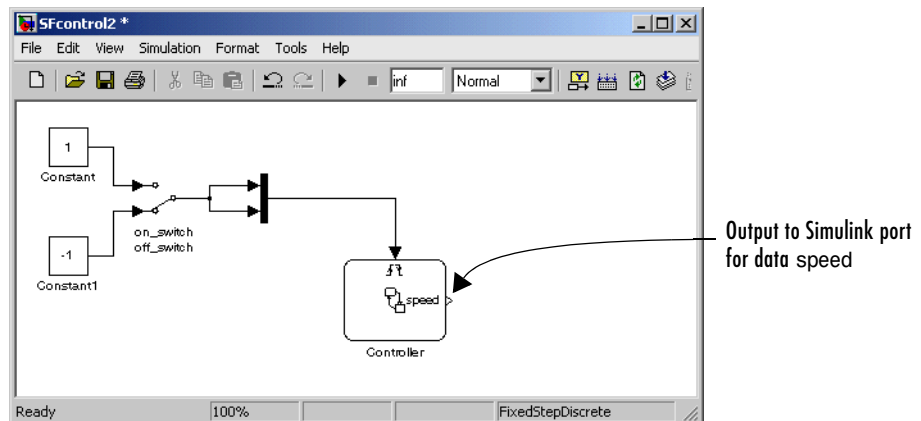 SFcontrol2 *
File Edit View Simulation Format Tools Help
inf Normal
1
Constant
on_switch
off_switch
-1
Constant1
speed
Controller
Output to Simulink port
for data speed
Ready 100% FixedStepDiscrete